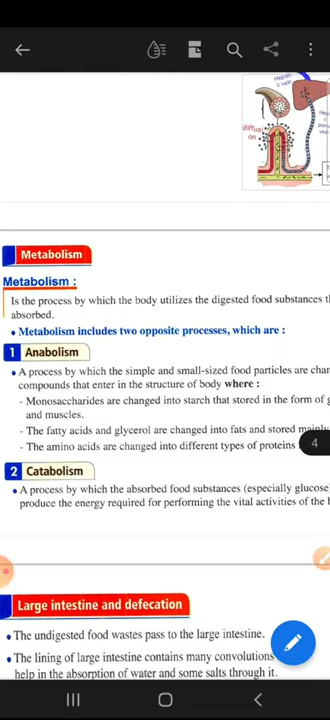 Hepati
c vein
diffusi
on
Hep
c
Metabolism
Metabolism :
Is the process by which the body utilizes the digested food substances
absorbed.
• Metabolism includes two opposite processes, which are :
1 Anabolism
• A process by which the simple and small-sized food particles are
compounds that enter in the structure of body where :
- Monosaccharides are changed into starch that stored in the form of
and muscles.
- The fatty acids and glycerol are changed into fats and stored mainly
- The amino acids are changed into different types of proteins
4
2 Catabolism
• A process by which the absorbed food substances (especially glucose
produce the energy required for performing the vital activities of the
Large intestine and defecation
• The undigested food wastes pass to the large intestine.
• The lining of large intestine contains many convolutions
help in the absorption of water and some salts through it.